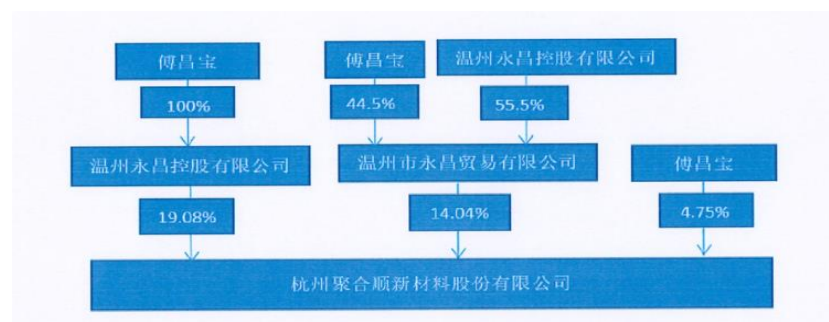 傅昌宝
傅昌宝
温州永昌控股有限公司
100%
44.5%
55.5%
温州永昌控股有限公司
温州市永昌贸易有限公司
傅昌宝
19.08%
14.04%
4.75%
杭州聚合顺新材料股份有限公司